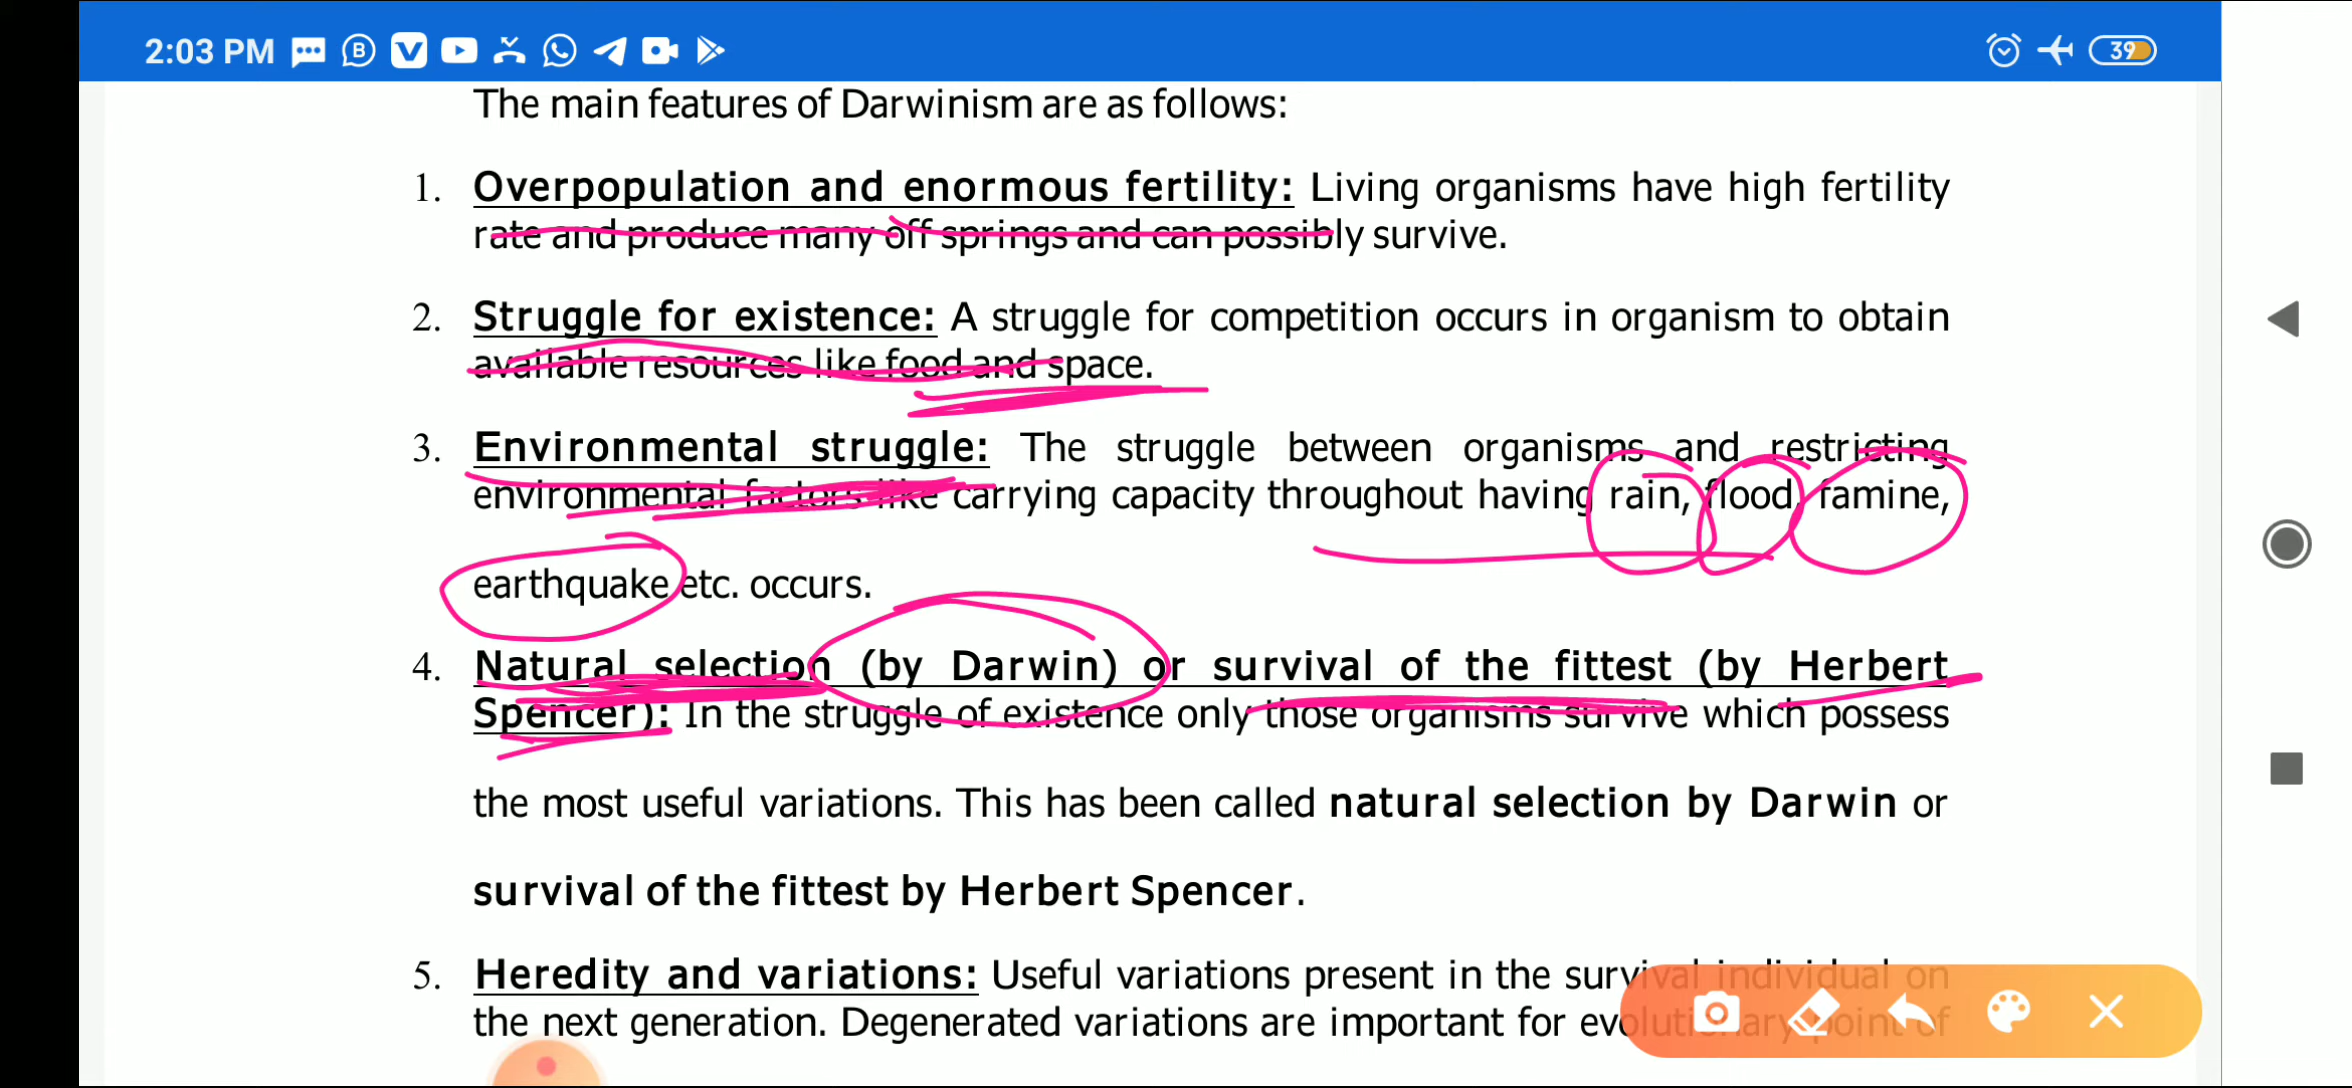 2:03 PM
39
The main features of Darwinism are as follows:
1. Overpopulation and enormous fertility: Living organisms have high fertility
rate and produce many off springs and can possibly survive.
2. Struggle for existence: A struggle for competition occurs in organism to obtain
available resources like food and space.
3. Environmental struggle: The struggle between organisms and restricting
environmental factors like carrying capacity throughout having rain, flood, famine,
earthquake etc. occurs.
4. Natural selection (by Darwin) or survival of the fittest (by Herbert
Spencer): In the struggle of existence only those organisms survive which possess
the most useful variations. This has been called natural selection by Darwin or
survival of the fittest by Herbert Spencer.
5. Heredity and variations: Useful variations present in the survival individual on
the next generation. Degenerated variations are important for evolutionary point of